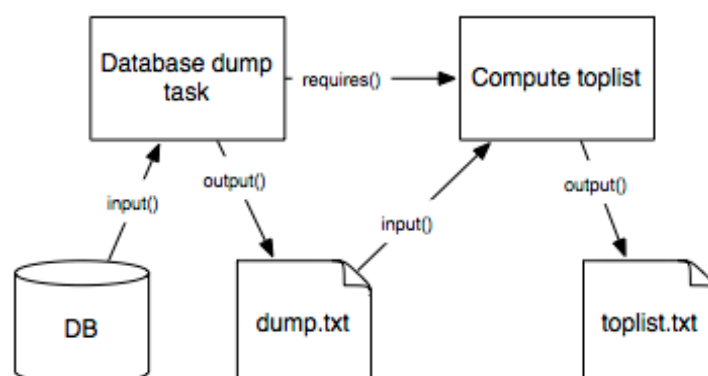 Database dump
task
requires()
Compute toplist
input()
output()
input()
output()
DB
dump.txt
toplist.txt